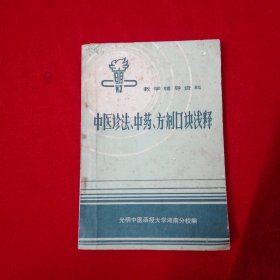 教学辅导资料
中医诊法、中药、方剂口诀浅释
光明中医函授大学河南分校编